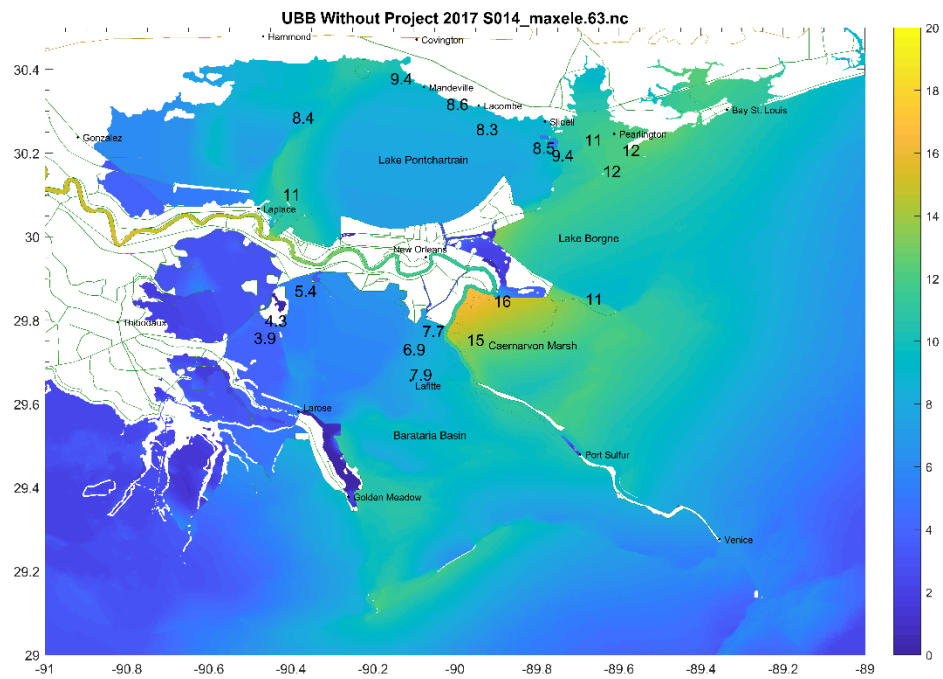 UBB Without Project 2017 S014_maxele.63.nc
20
Hammond
Covington
30.4
9.4
Mandeville
18
8.6
Lacombe
Bay St. Louis
8.4
8.3
Slidell
11
Pearlington
Gonzalez
8.5
9.4
12
16
30.2
Lake Pontchartrain
12
11
Laplace
14
30
New Orleans
Lake Borgne
12
5.4
16
11
29.8
Thibodaux
4.3
3.9
7.7
15
Caernarvon Marsh
10
6.9
7.9
Lafitte
29.6
Larose
8
Barataria Basin
Port Sulfur
29.4
Golden Meadow
6
Venice
29.2
4
2
29
0
-91
-90.8
-90.6
-90.4
-90.2
-90
-89.8
-89.6
-89.4
-89.2
-89